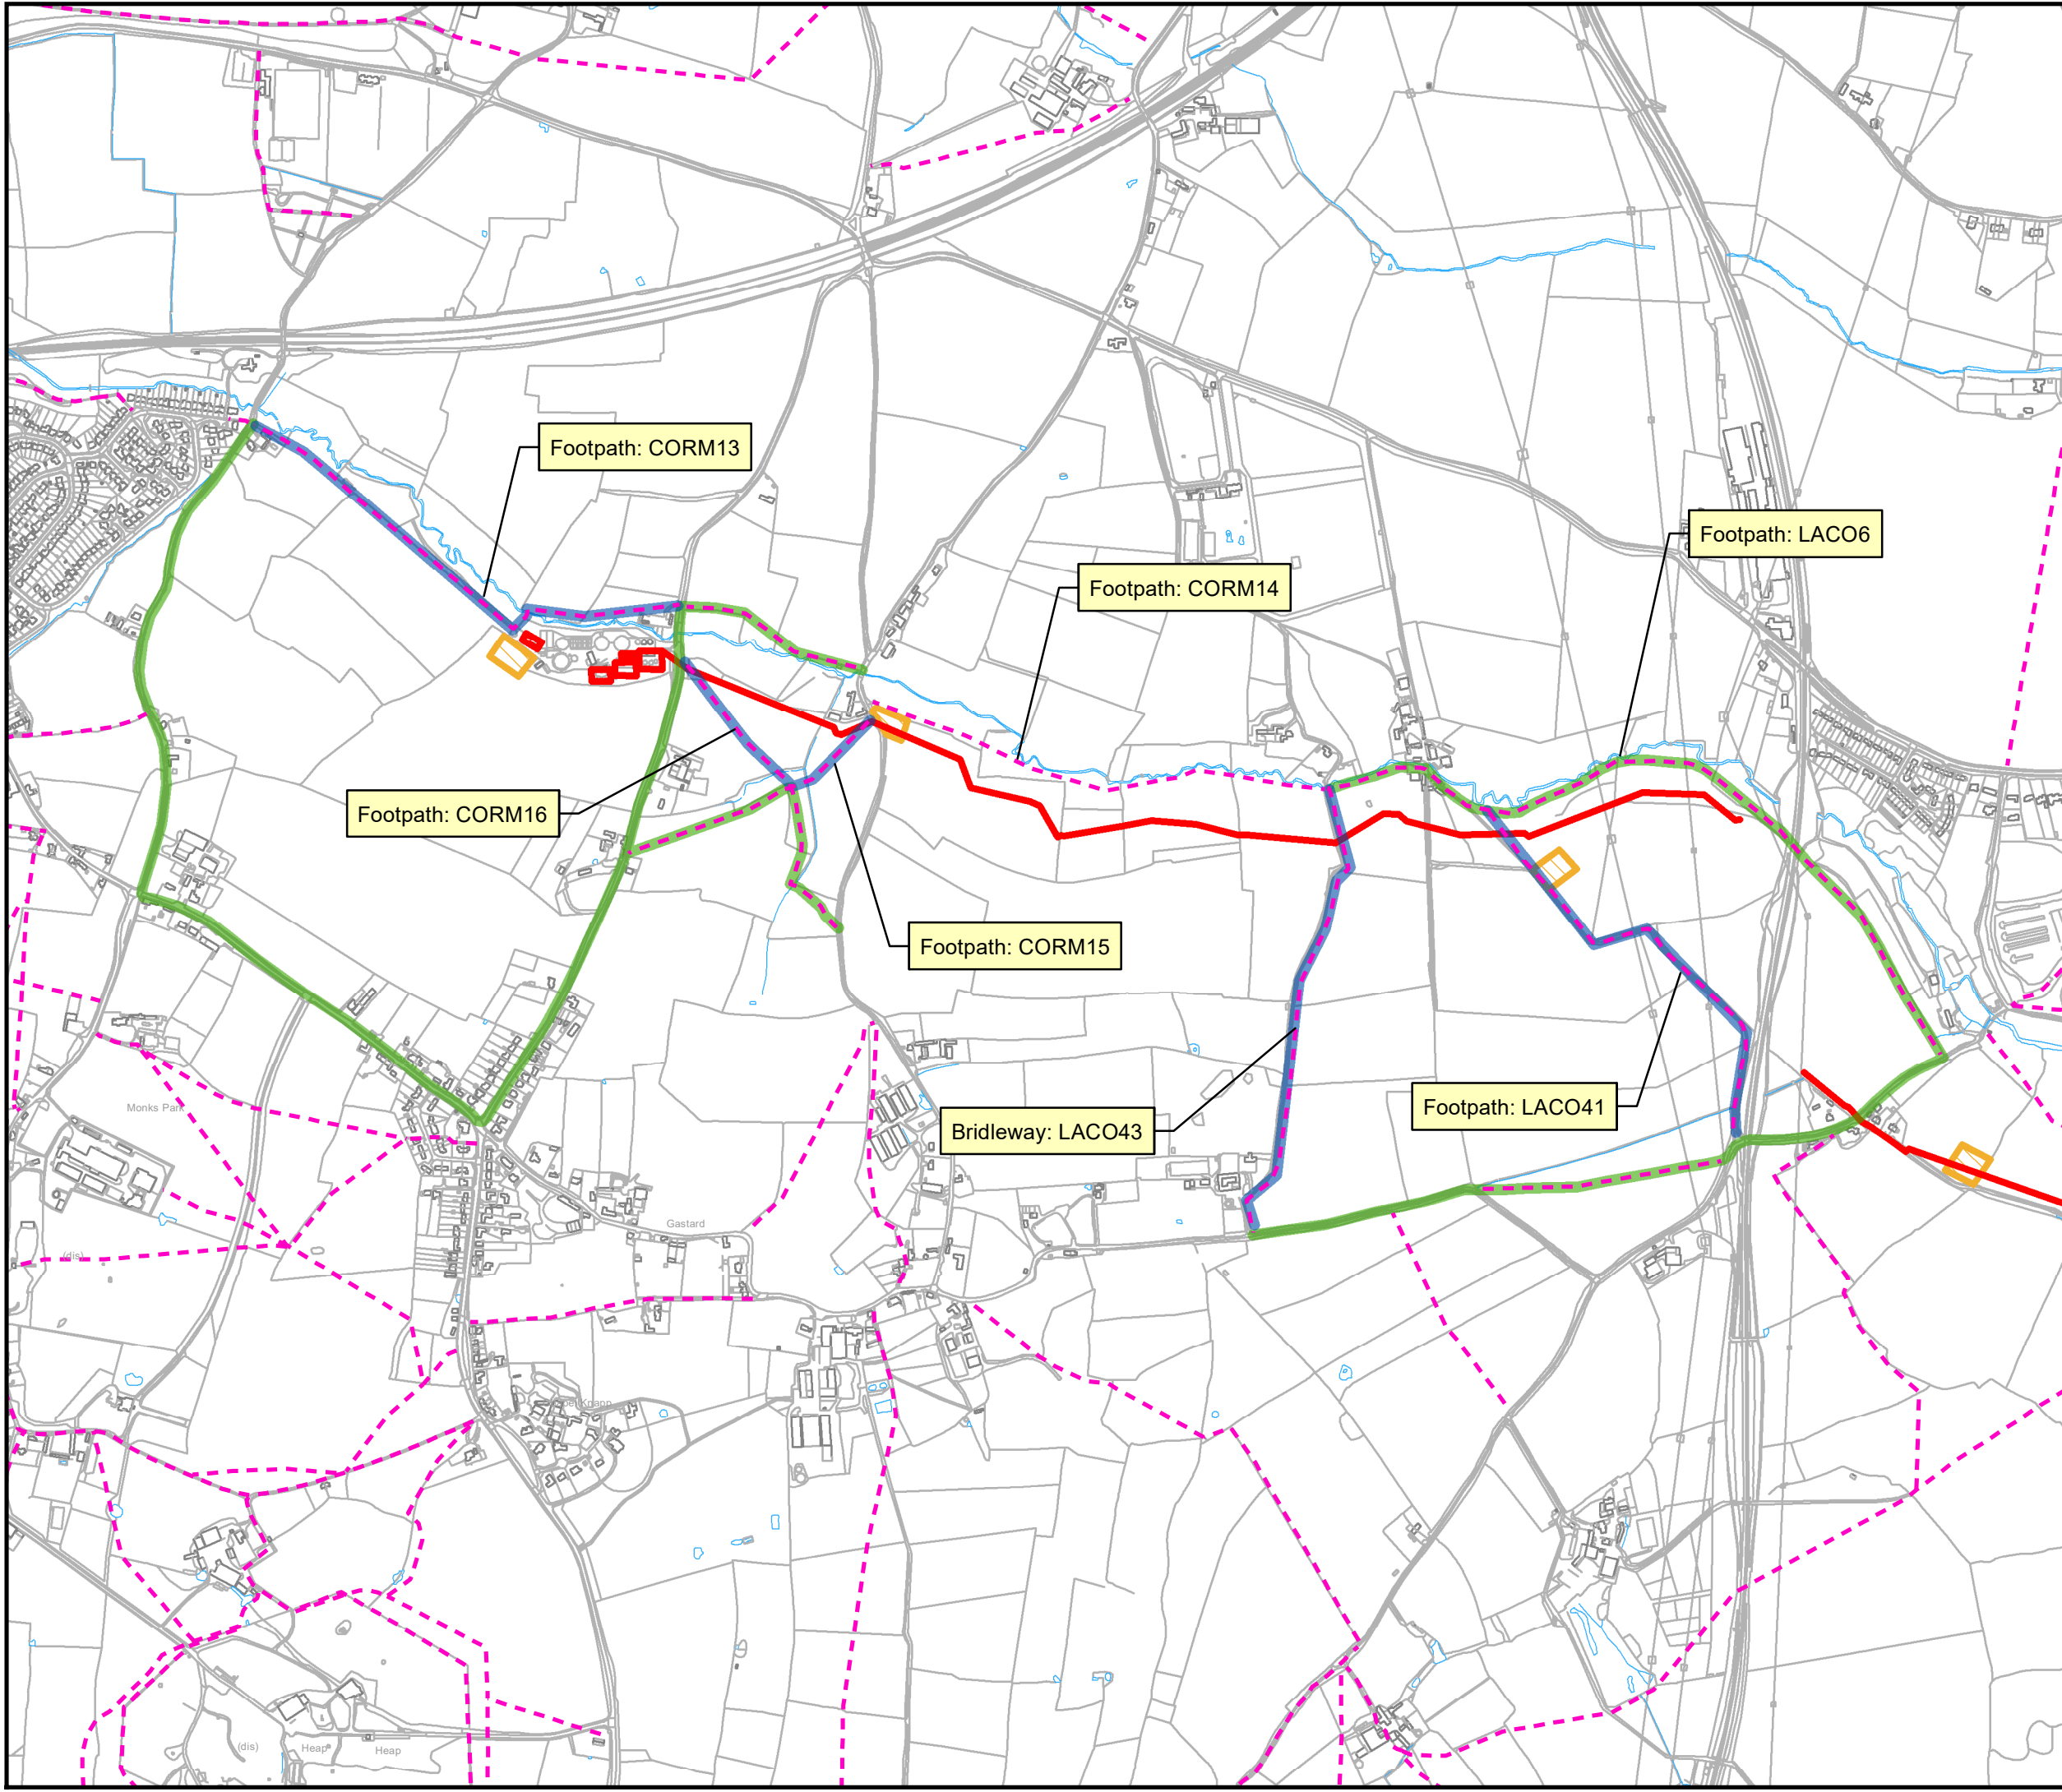 Footpath: CORM13
Footpath: LACO6
Footpath: CORM14
Footpath: CORM16
Footpath: CORM15
Footpath: LACO41
Monks Park
Bridleway: LACO43
Gastard
(dis)
Knapp
(dis)
Heap
Heap